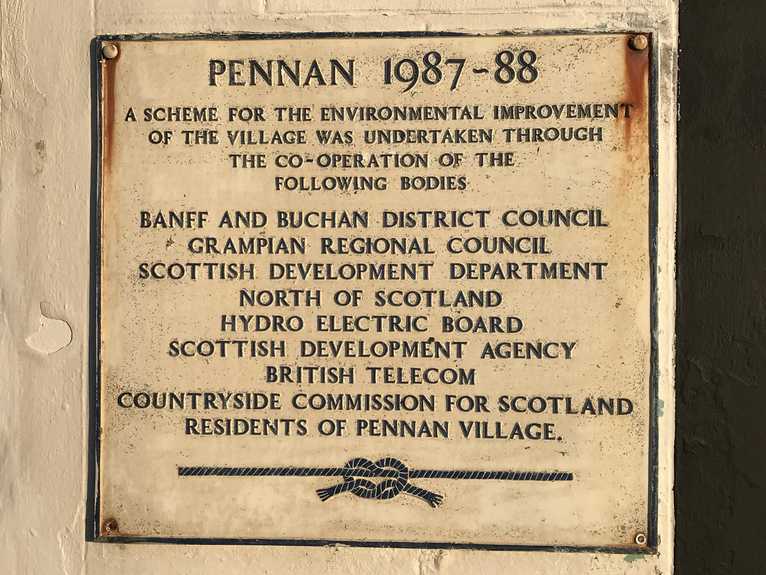 PENNAN 1987-88
A SCHEME FOR THE ENVIRONMENTAL IMPROVEMENT
OF THE VILLAGE WAS UNDERTAKEN THROUGH
THE CO-OPERATION OF THE
FOLLOWING BODIES
BANFF AND BUCHAN DISTRICT COUNCIL
GRAMPIAN REGIONAL COUNCIL
SCOTTISH DEVELOPMENT DEPARTMENT
NORTH OF SCOTLAND
HYDRO ELECTRIC BOARD
SCOTTISH DEVELOPMENT AGENCY
BRITISH TELECOM
COUNTRYSIDE COMMISSION FOR SCOTLAND
RESIDENTS OF PENNAN VILLAGE.